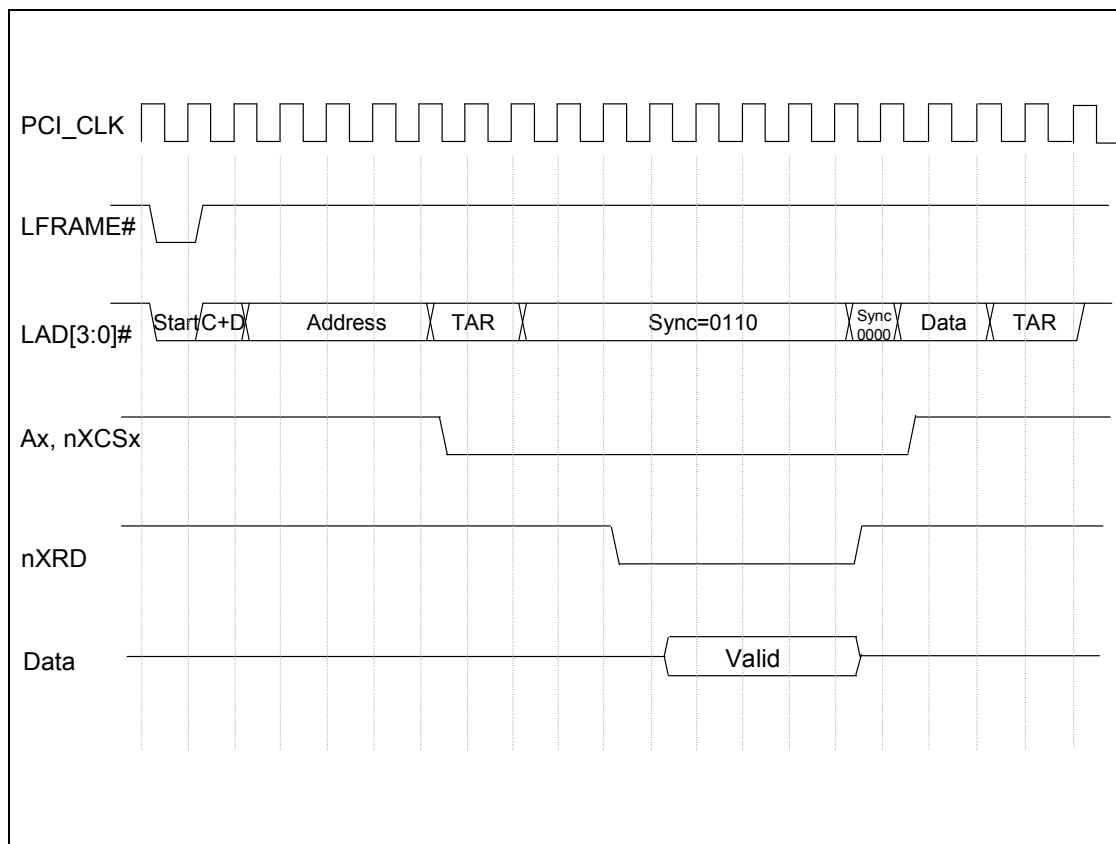 PCI_CLK
LFRAME#
LAD[3:0]#
Start
C+D
Address
TAR
Sync=0110
Sync
0000
Data
TAR
Ax, nXCSx
nXRD
Data
Valid